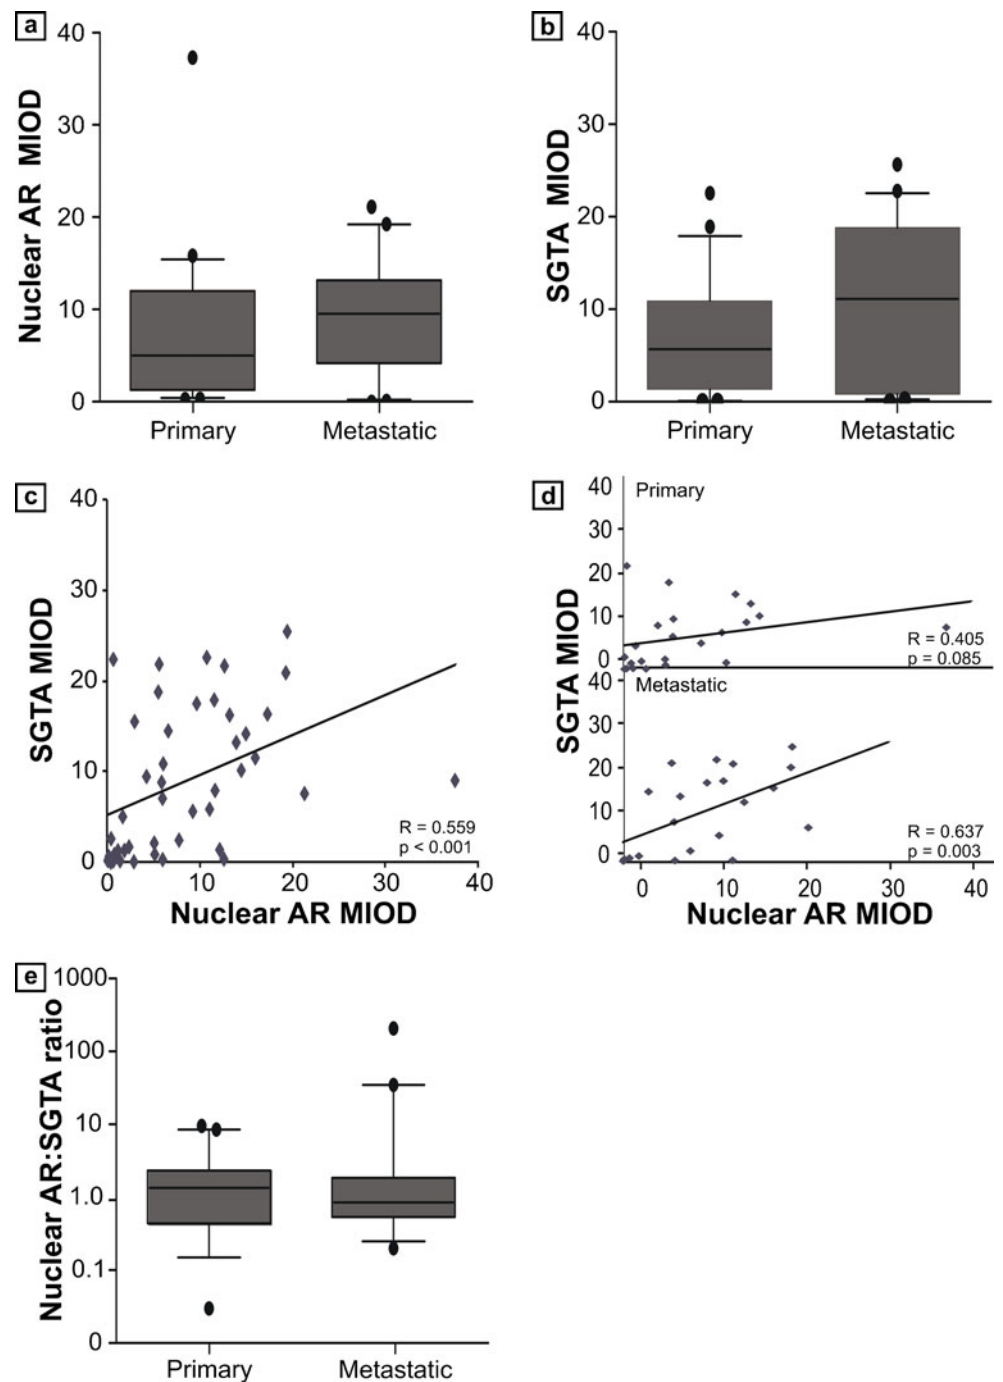 a
Nuclear AR MIOD
40
30
20
10
0
Primary
Metastatic
b
SGTA MIOD
40
30
20
10
0
Primary
Metastatic
c
SGTA MIOD
40
30
20
10
0
R = 0.559
p < 0.001
0
10
20
30
40
Nuclear AR MIOD
d
SGTA MIOD
Primary
40
30
20
10
0
R = 0.405
p = 0.085
Metastatic
40
30
20
10
0
R = 0.637
p = 0.003
0
10
20
30
40
Nuclear AR MIOD
e
Nuclear AR:SGTA ratio
1000
100
10
1.0
0.1
0
Primary
Metastatic